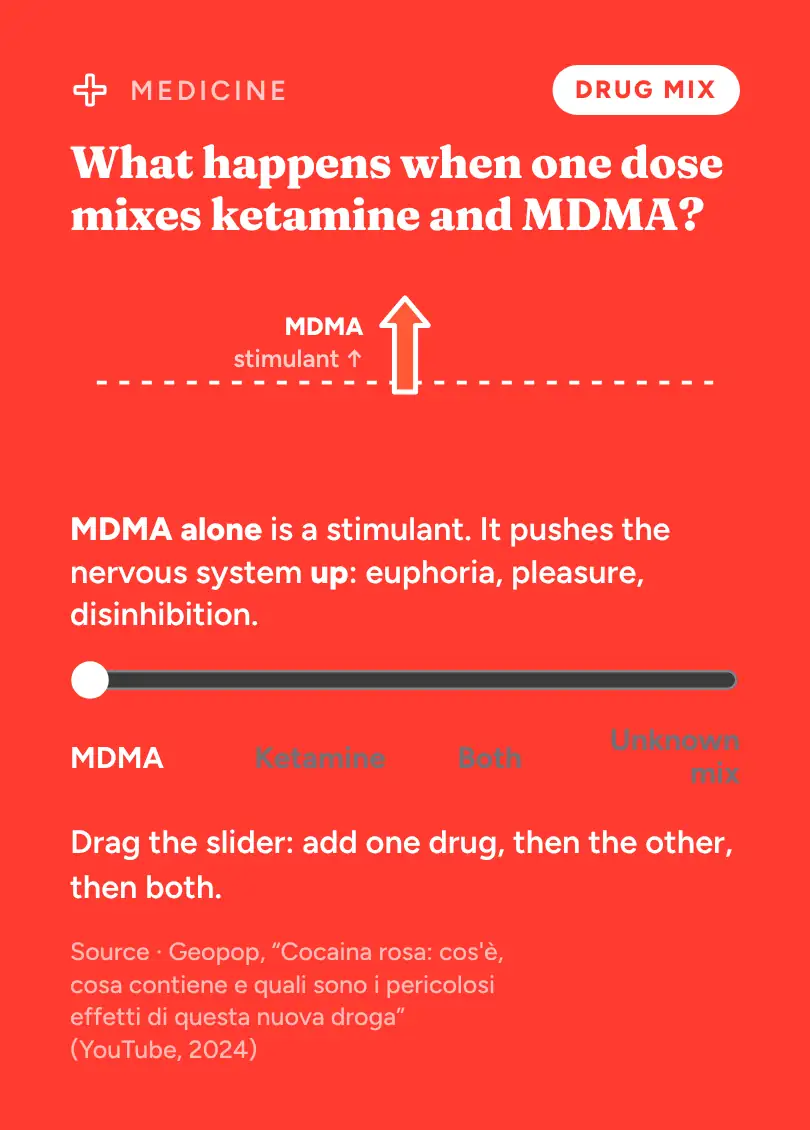 MEDICINE
DRUG MIX
What happens when one dose
mixes ketamine and MDMA?
MDMA
stimulant ↑
MDMA alone is a stimulant. It pushes the
nervous system up: euphoria, pleasure,
disinhibition.
MDMA
Ketamine
Both
Unknown
mix
Drag the slider: add one drug, then the other,
then both.
Source · Geopop, “Cocaina rosa: cos'è,
cosa contiene e quali sono i pericolosi
effetti di questa nuova droga”
(YouTube, 2024)